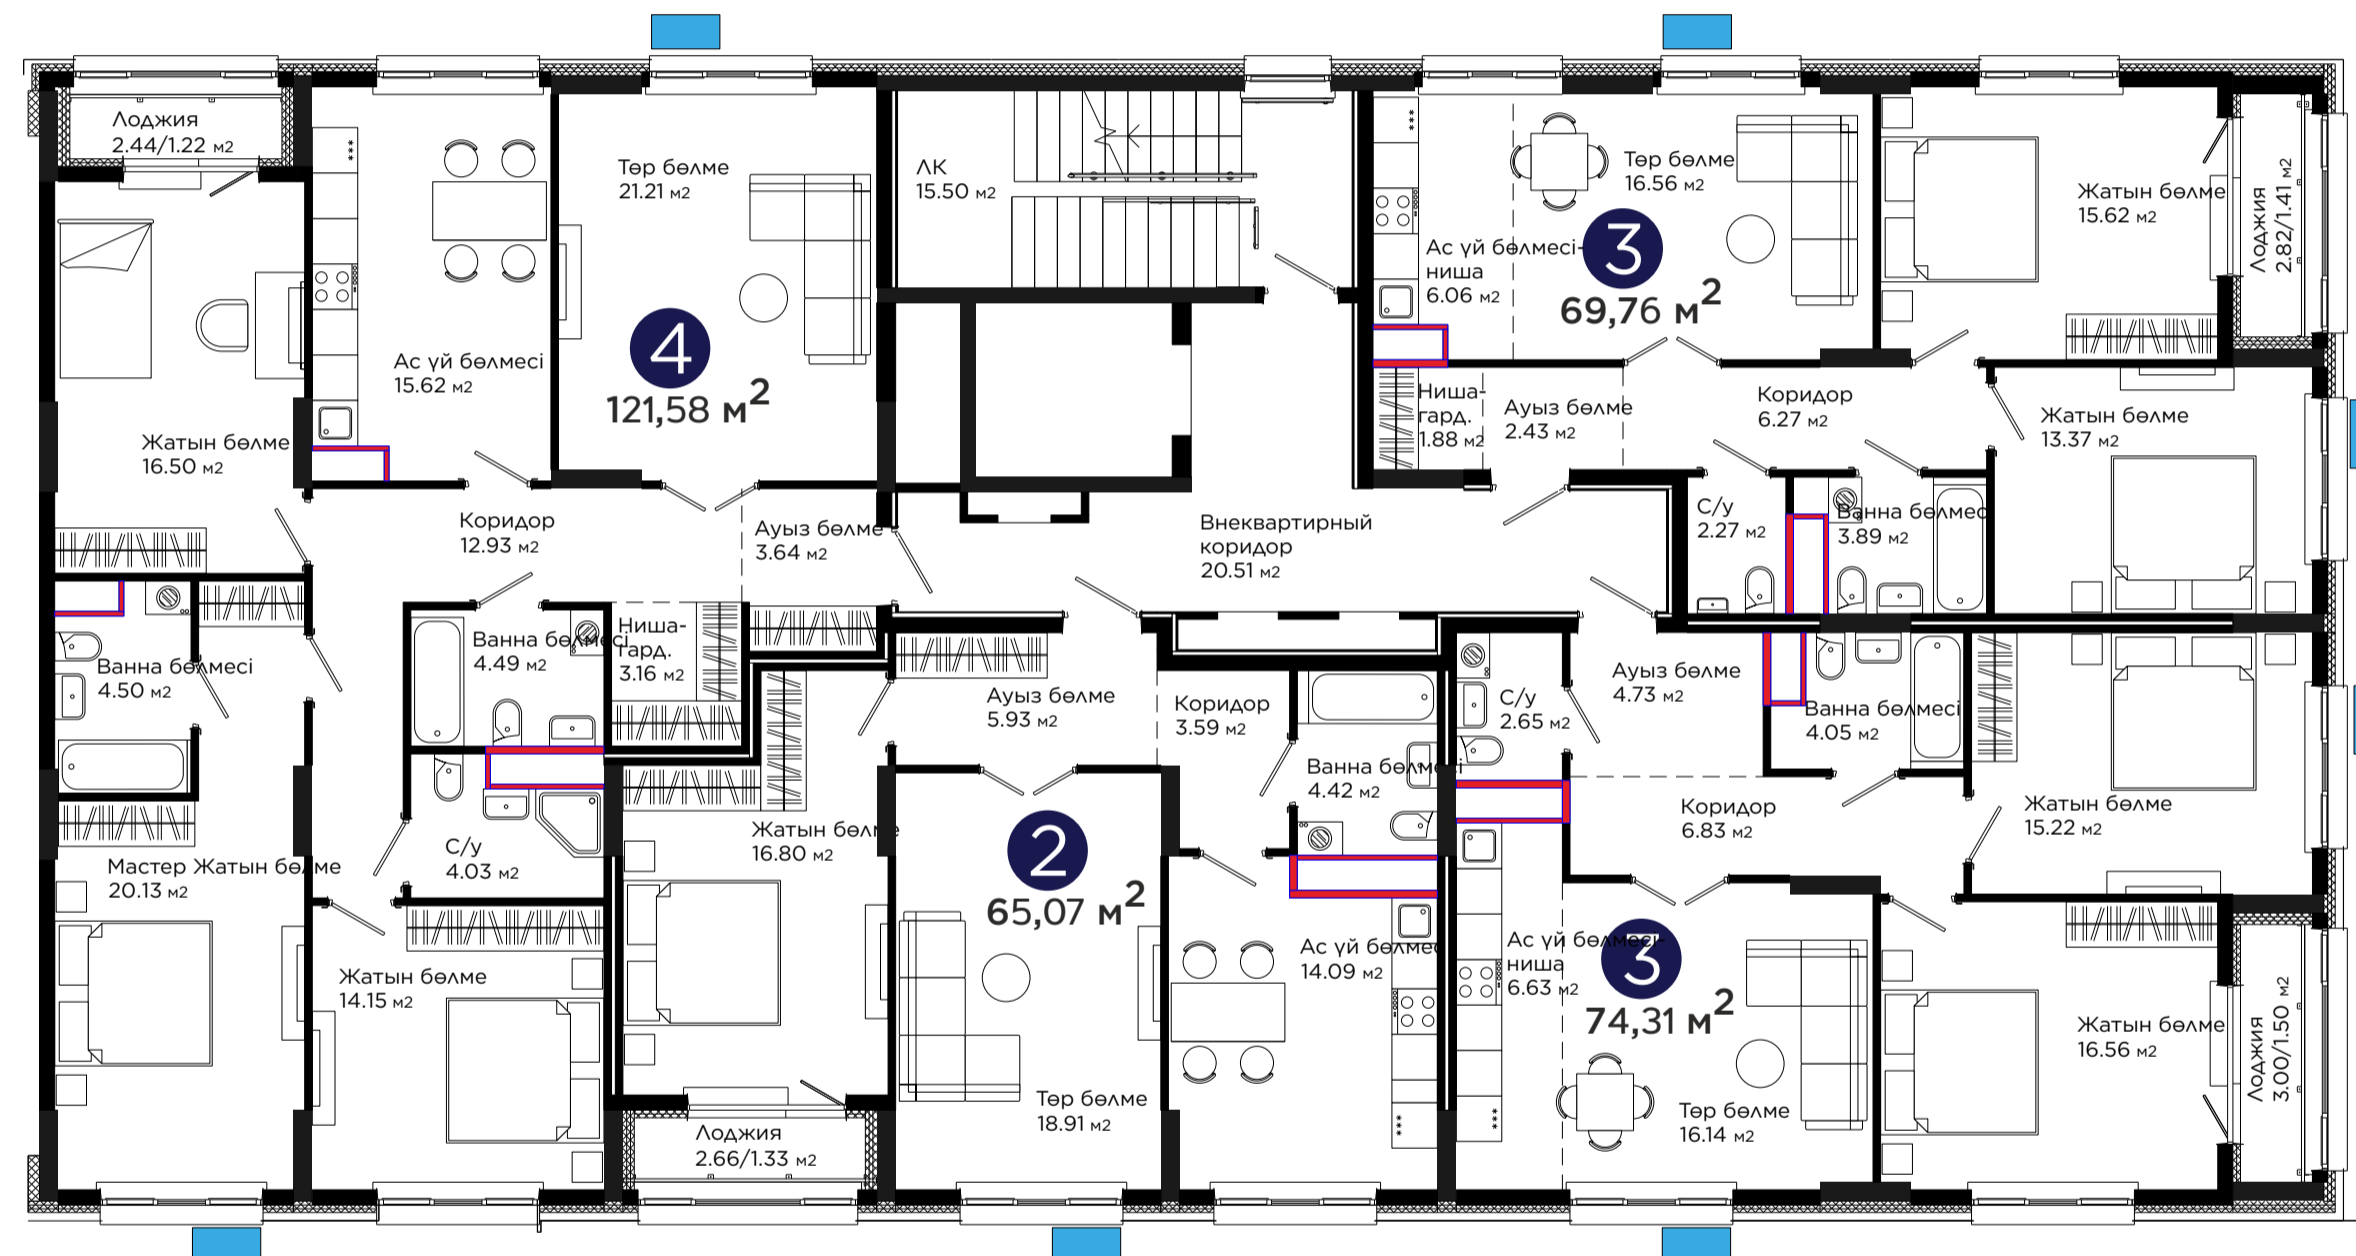 Лоджия
2.44/1.22 м2
Төр бөлме
21.21 м2
ЛК
15.50 м2
Төр бөлме
16.56 м2
Жатын бөлме
15.62 м2
Лоджия
2.82/1.41 м2
Ас үй бөлмесі-
ниша
6.06 м2
3
69,76 м2
4
121,58 м2
Ас үй бөлмесі
15.62 м2
Жатын бөлме
16.50 м2
Ниша-
гард.
1.88 м2
Ауыз бөлме
2.43 м2
Коридор
6.27 м2
Жатын бөлме
13.37 м2
Коридор
12.93 м2
Ауыз бөлме
3.64 м2
Внеквартирный
коридор
20.51 м2
С/у
2.27 м2
Ванна бөлмесі
3.89 м2
Ванна бөлмесі
4.50 м2
Ванна бөлмесі
4.49 м2
Ниша-
гард.
3.16 м2
Ауыз бөлме
5.93 м2
Коридор
3.59 м2
С/у
2.65 м2
Ауыз бөлме
4.73 м2
Ванна бөлмесі
4.05 м2
Ванна бөлмесі
4.42 м2
Коридор
6.83 м2
Жатын бөлме
15.22 м2
Мастер Жатын бөлме
20.13 м2
С/у
4.03 м2
Жатын бөлме
16.80 м2
2
65,07 м2
Ас үй бөлмесі
14.09 м2
Ас үй бөлмесі-
ниша
6.63 м2
3
74,31 м2
Жатын бөлме
14.15 м2
Жатын бөлме
16.56 м2
Лоджия
3.00/1.50 м2
Төр бөлме
18.91 м2
Төр бөлме
16.14 м2
Лоджия
2.66/1.33 м2